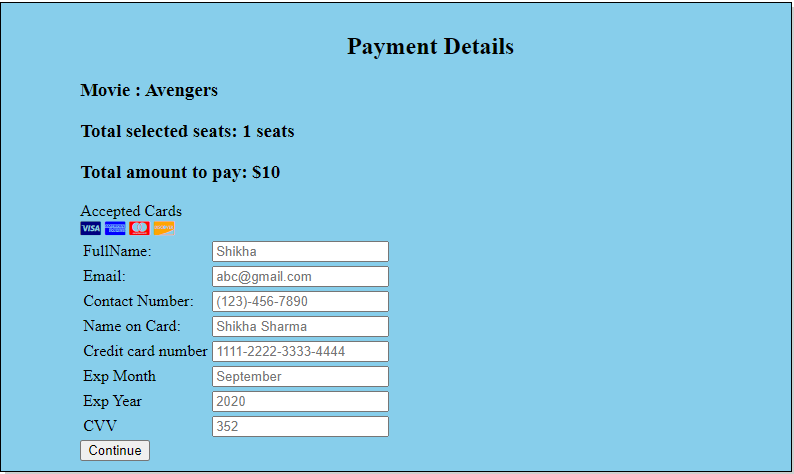 Payment Details
Movie : Avengers
Total selected seats: 1 seats
Total amount to pay: $10
Accepted Cards
VISA
FullName: Shikha
Email: abc@gmail.com
Contact Number: (123)-456-7890
Name on Card: Shikha Sharma
Credit card number 1111-2222-3333-4444
Exp Month September
Exp Year 2020
CVV 352
Continue